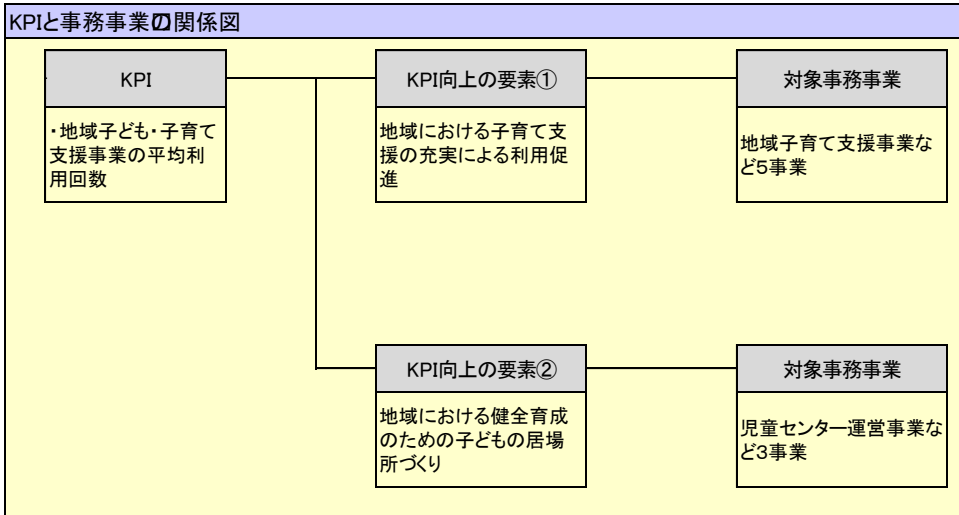 KPIと事務事業の関係図
KPI
・地域子ども・子育て
支援事業の平均利
用回数
KPI向上の要素①
地域における子育て支
援の充実による利用促
進
対象事務事業
地域子育て支援事業な
ど5事業
KPI向上の要素②
地域における健全育成
のための子どもの居場
所づくり
対象事務事業
児童センター運営事業な
ど3事業